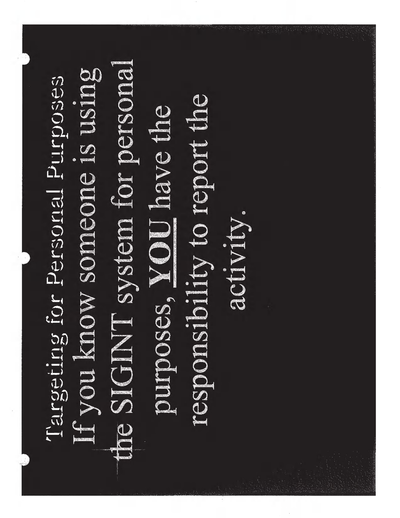 Targeting for Personal Purposes
If you know someone is using
the SIGINT system for personal
purposes, YOU have the
responsibility to report the
activity.